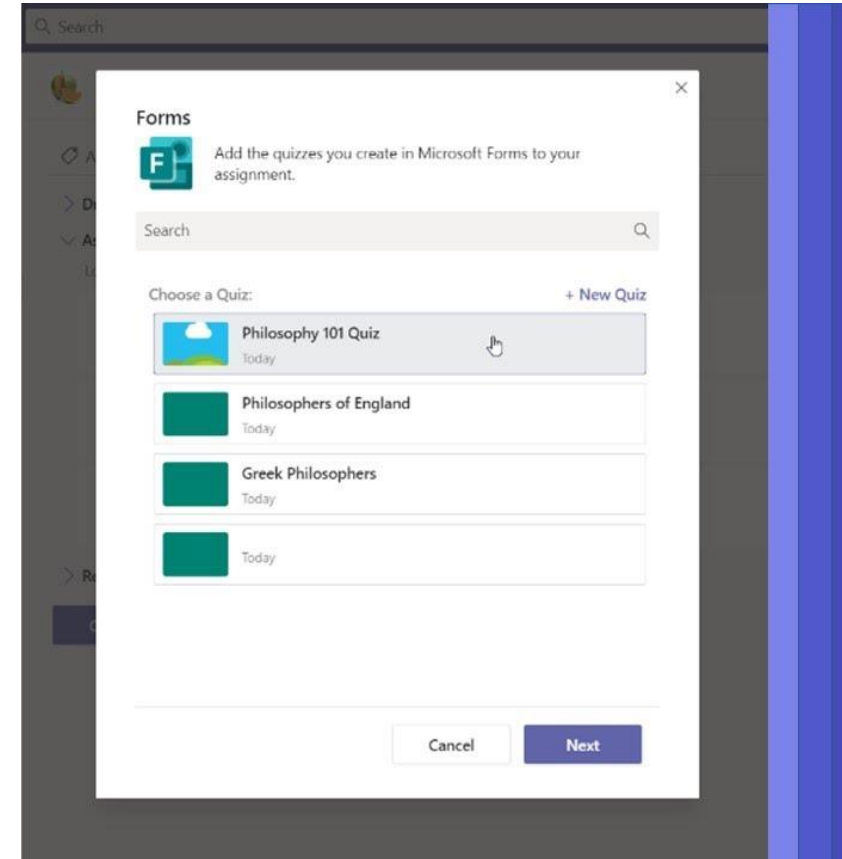 Search
Forms
F
Add the quizzes you create in Microsoft Forms to your
assignment.
Search
Choose a Quiz:
+ New Quiz
Philosophy 101 Quiz
Today
Philosophers of England
Today
Greek Philosophers
Today
Today
Cancel
Next